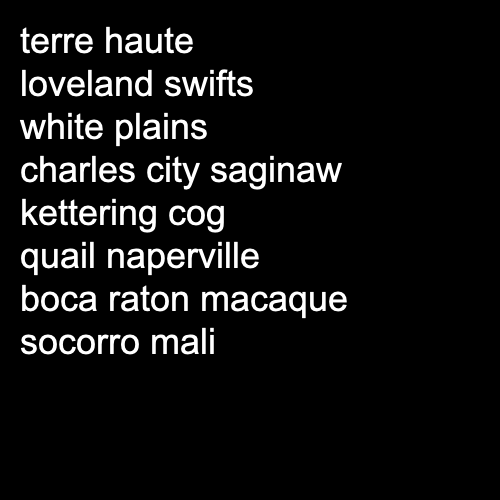 terre haute
loveland swifts
white plains
charles city saginaw
kettering cog
quail naperville
boca raton macaque
socorro mali